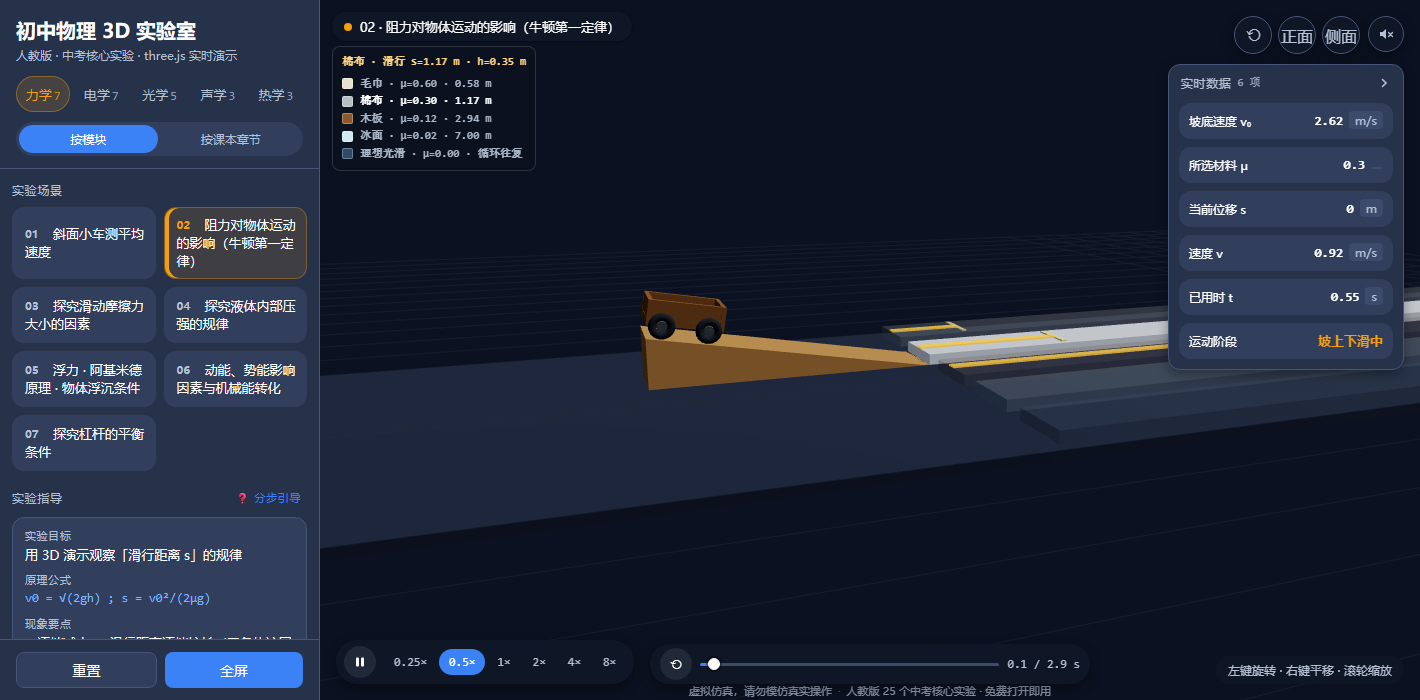 初中物理 3D 实验室
人教版 · 中考核心实验 · three.js 实时演示
力学 7
电学 7
光学 5
声学 3
热学 3
按模块
按课本章节
实验场景
01 斜面小车测平均
速度
02 阻力对物体运动
的影响（牛顿第一定
律）
03 探究滑动摩擦力
大小的因素
04 探究液体内部压
强的规律
05 浮力 · 阿基米德
原理 · 物体浮沉条件
06 动能、势能影响
因素与机械能转化
07 探究杠杆的平衡
条件
实验指导
❓ 分步引导
实验目标
用 3D 演示观察「滑行距离 s」的规律
原理公式
v0 = √(2gh) ; s = v0²/(2μg)
现象要点
重置
全屏
02 · 阻力对物体运动的影响（牛顿第一定律）
棉布 · 滑行 s=1.17 m · h=0.35 m
毛巾 · μ=0.60 · 0.58 m
棉布 · μ=0.30 · 1.17 m
木板 · μ=0.12 · 2.94 m
冰面 · μ=0.02 · 7.00 m
理想光滑 · μ=0.00 · 循环往复
正面
侧面
实时数据 6 项
坡底速度 v₀ 2.62 m/s
所选材料 μ 0.3
当前位移 s 0 m
速度 v 0.92 m/s
已用时 t 0.55 s
运动阶段 坡上下滑中
0.25×
0.5×
1×
2×
4×
8×
0.1 / 2.9 s
左键旋转 · 右键平移 · 滚轮缩放
虚拟仿真，请勿模仿真实操作 · 人教版 25 个中考核心实验 · 免费打开即用